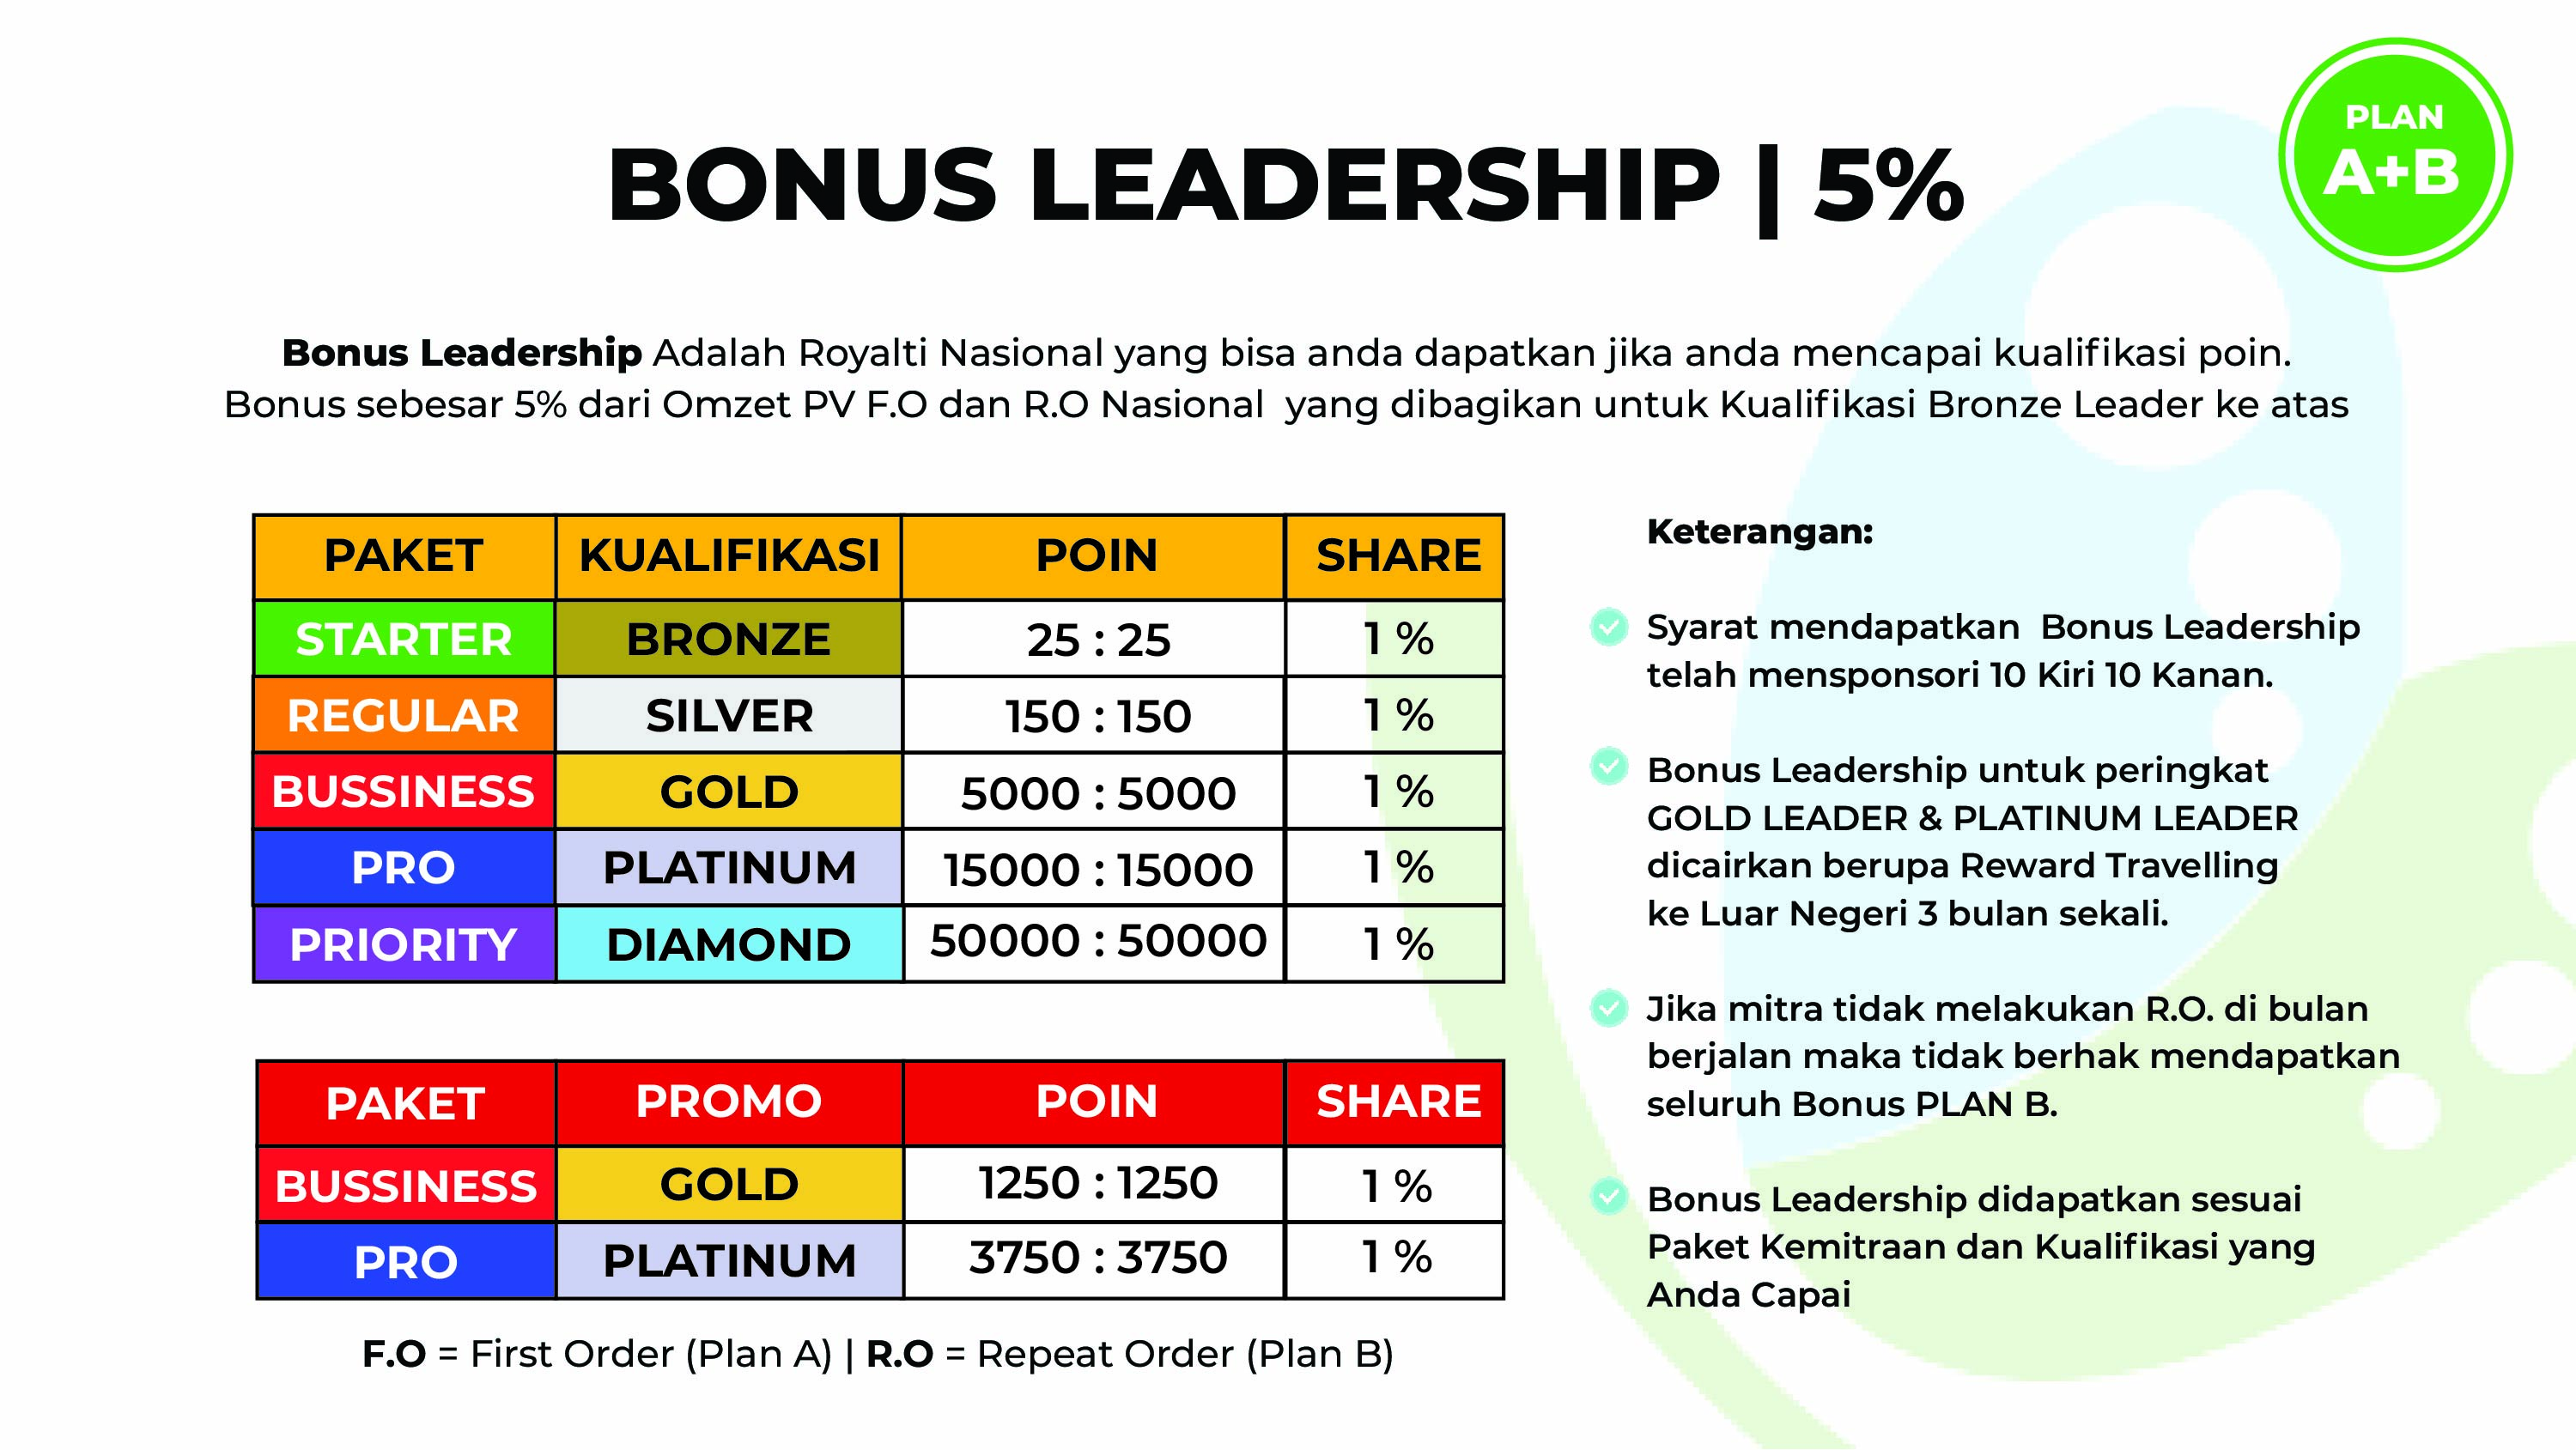 PLAN
A+B
BONUS LEADERSHIP | 5%
Bonus Leadership Adalah Royalti Nasional yang bisa anda dapatkan jika anda mencapai kualifikasi poin.
Bonus sebesar 5% dari Omzet PV F.O dan R.O Nasional yang dibagikan untuk Kualifikasi Bronze Leader ke atas
PAKET KUALIFIKASI POIN SHARE
STARTER BRONZE 25 : 25 1 %
REGULAR SILVER 150 : 150 1 %
BUSSINESS GOLD 5000 : 5000 1 %
PRO PLATINUM 15000 : 15000 1 %
PRIORITY DIAMOND 50000 : 50000 1 %
PAKET PROMO POIN SHARE
BUSSINESS GOLD 1250 : 1250 1 %
PRO PLATINUM 3750 : 3750 1 %
F.O = First Order (Plan A) | R.O = Repeat Order (Plan B)
Keterangan:
Syarat mendapatkan Bonus Leadership
telah mensponsori 10 Kiri 10 Kanan.
Bonus Leadership untuk peringkat
GOLD LEADER & PLATINUM LEADER
dicairkan berupa Reward Travelling
ke Luar Negeri 3 bulan sekali.
Jika mitra tidak melakukan R.O. di bulan
berjalan maka tidak berhak mendapatkan
seluruh Bonus PLAN B.
Bonus Leadership didapatkan sesuai
Paket Kemitraan dan Kualifikasi yang
Anda Capai